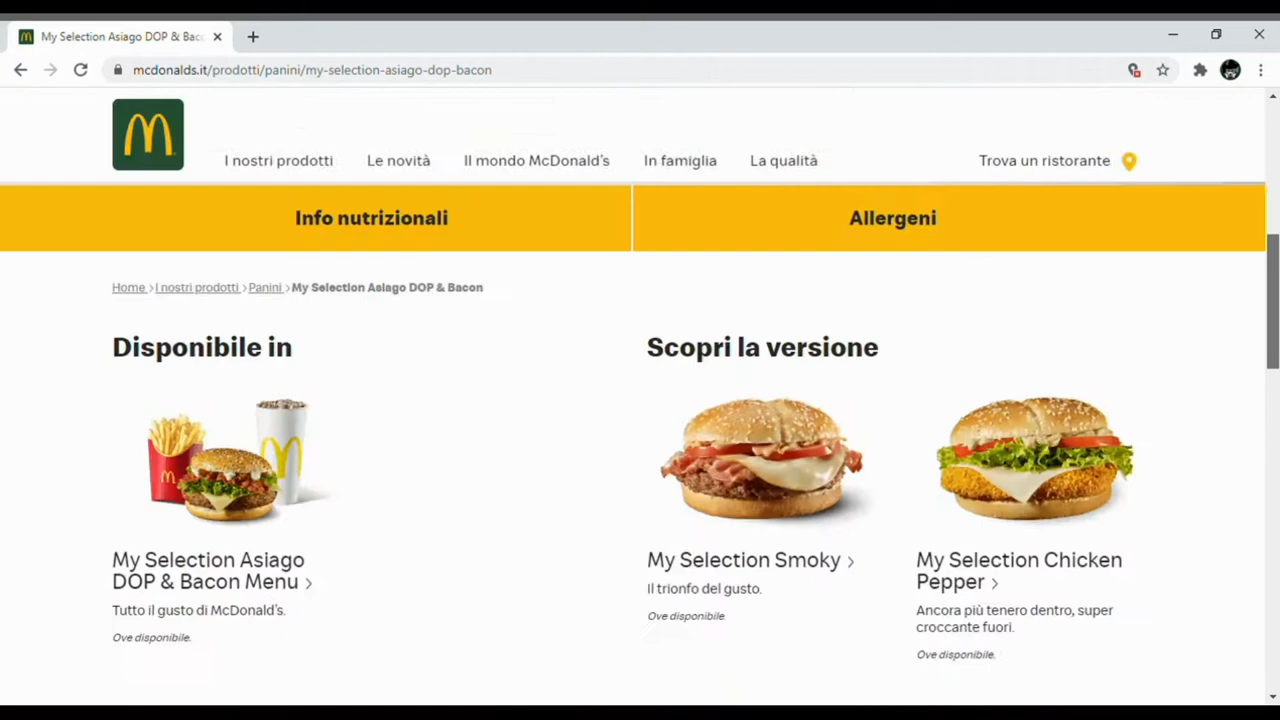 My Selection Asiago DOP & Bac
mcdonalds.it/prodotti/panini/my-selection-asiago-dop-bacon
I nostri prodotti Le novità Il mondo McDonald's In famiglia La qualità Trova un ristorante
Info nutrizionali Allergeni
Home > I nostri prodotti > Panini > My Selection Asiago DOP & Bacon
Disponibile in
My Selection Asiago
DOP & Bacon Menu >
Tutto il gusto di McDonald's.
Ove disponibile.
Scopri la versione
My Selection Smoky >
Il trionfo del gusto.
Ove disponibile.
My Selection Chicken
Pepper >
Ancora più tenero dentro, super
croccante fuori.
Ove disponibile.